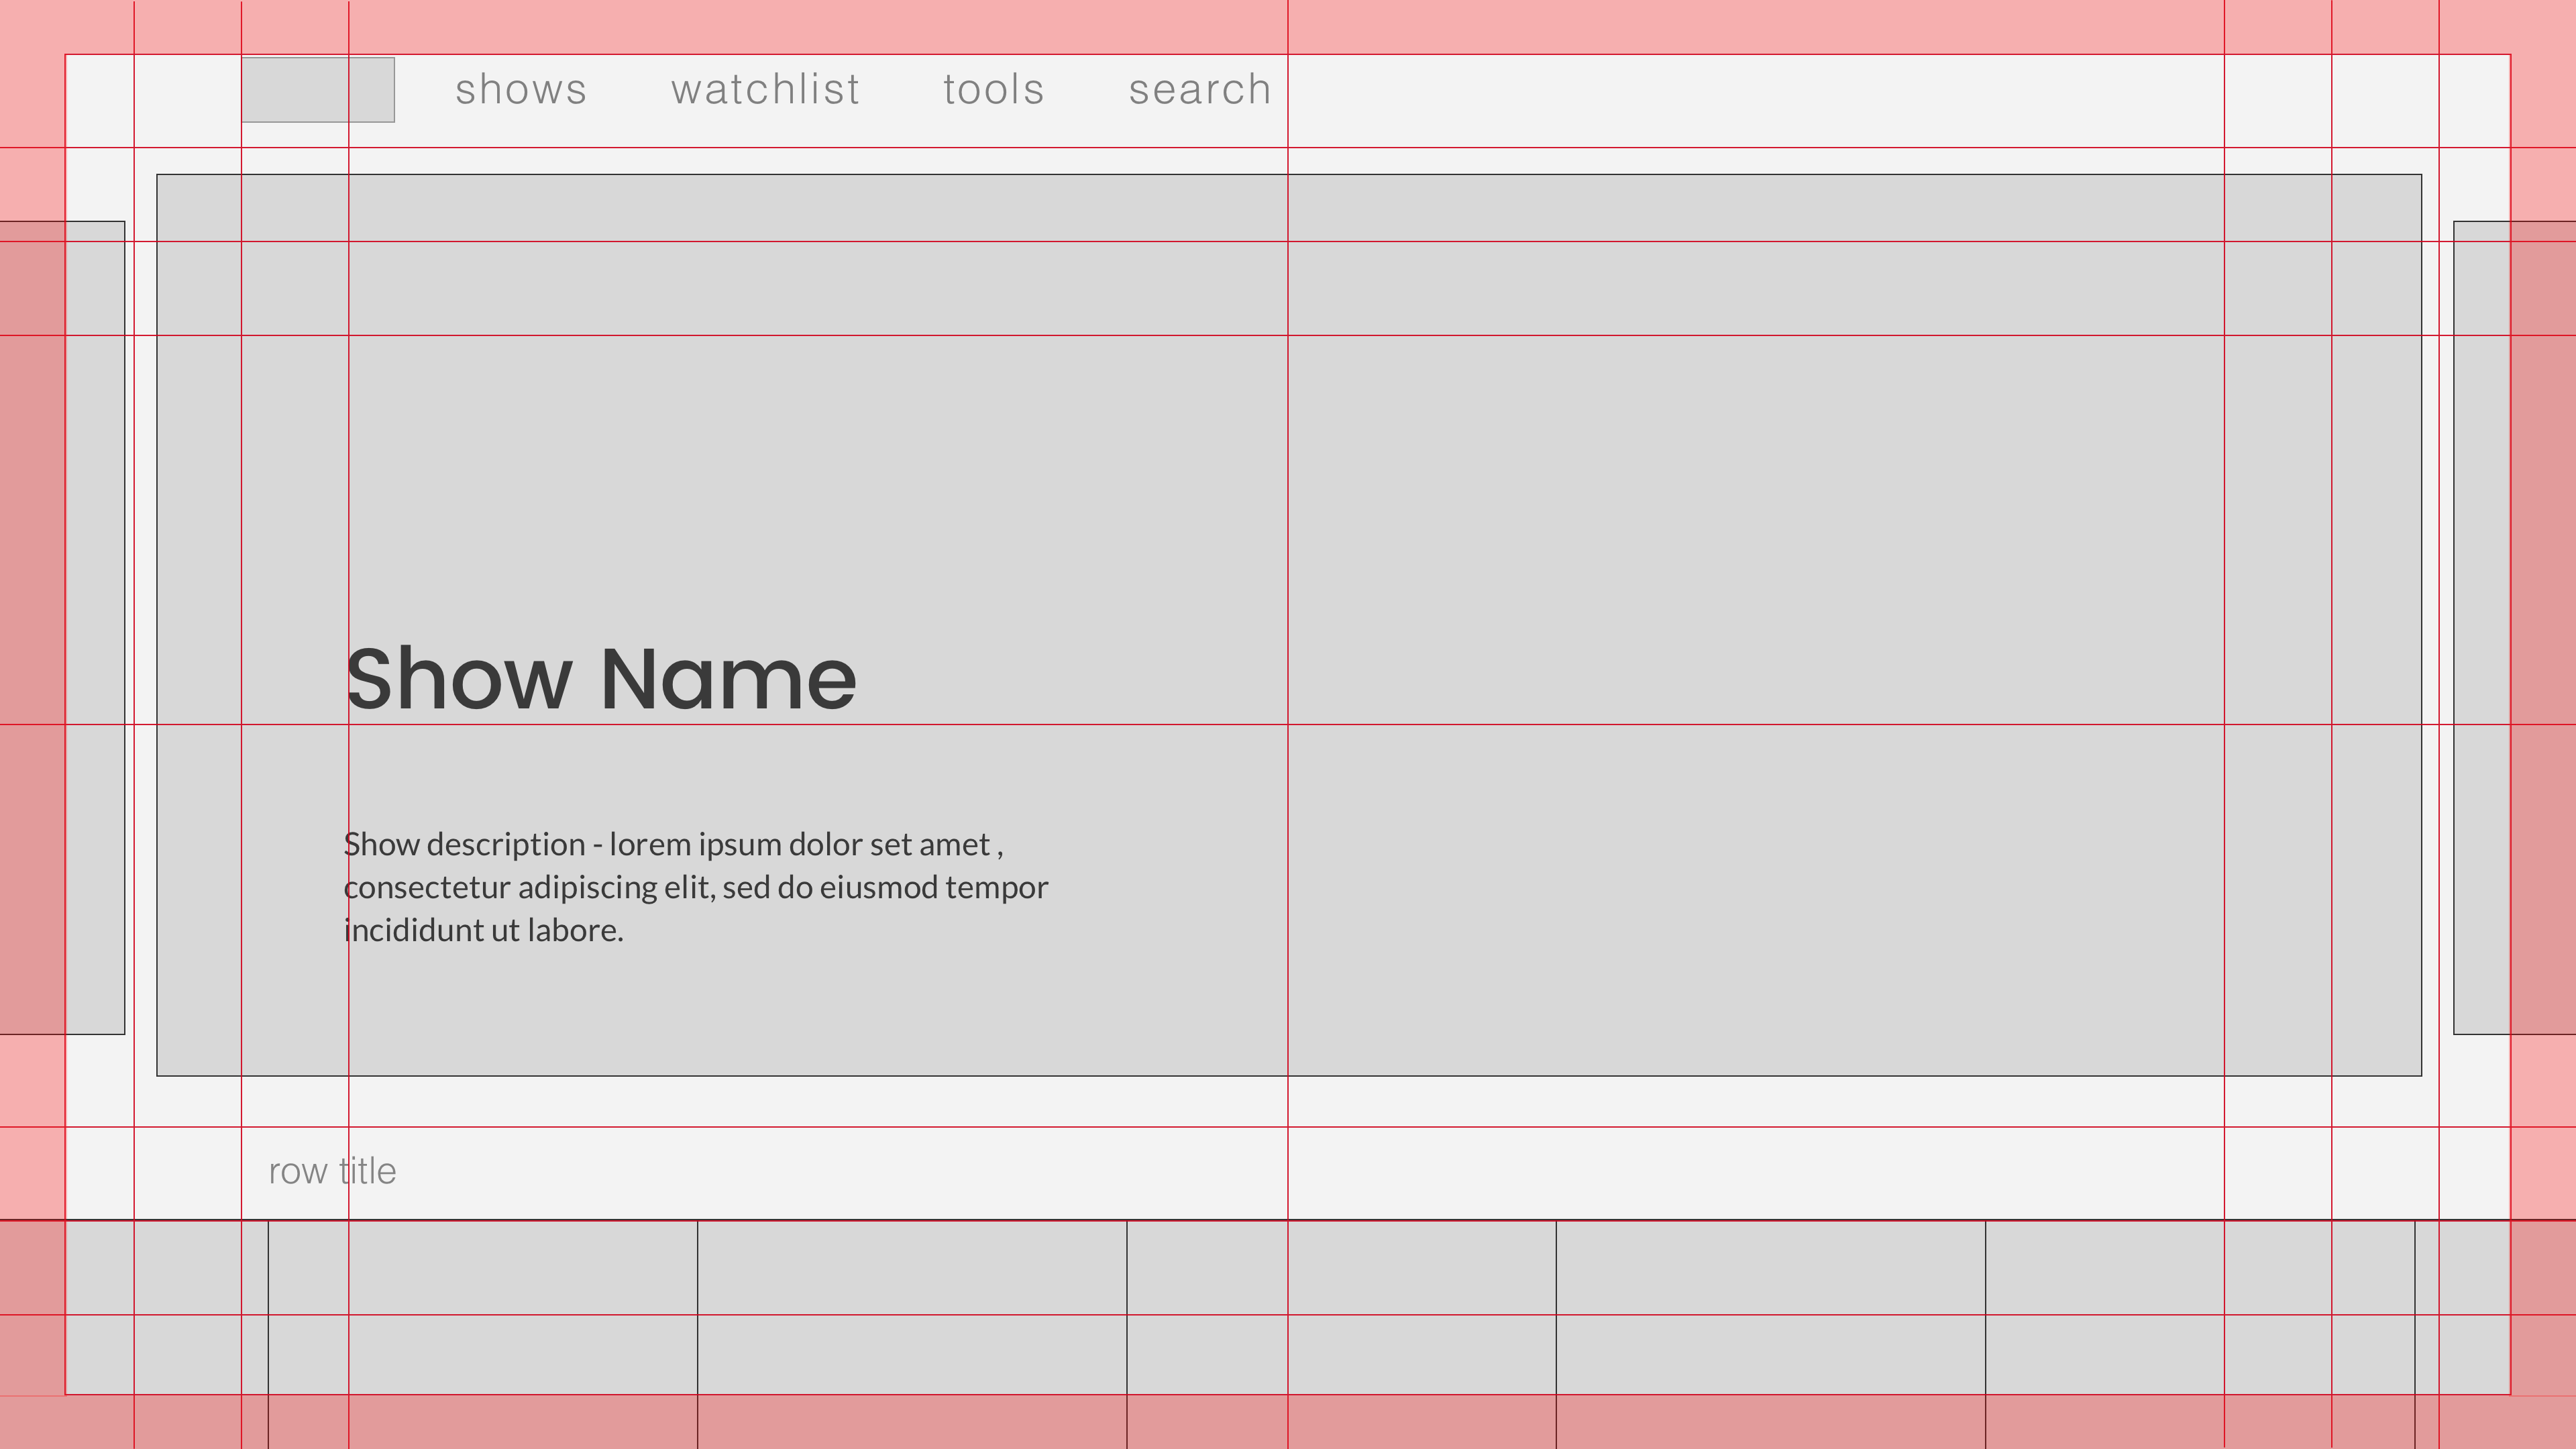 shows watchlist tools search
Show Name
Show description - lorem ipsum dolor set amet ,
consectetur adipiscing elit, sed do eiusmod tempor
incididunt ut labore.
row title